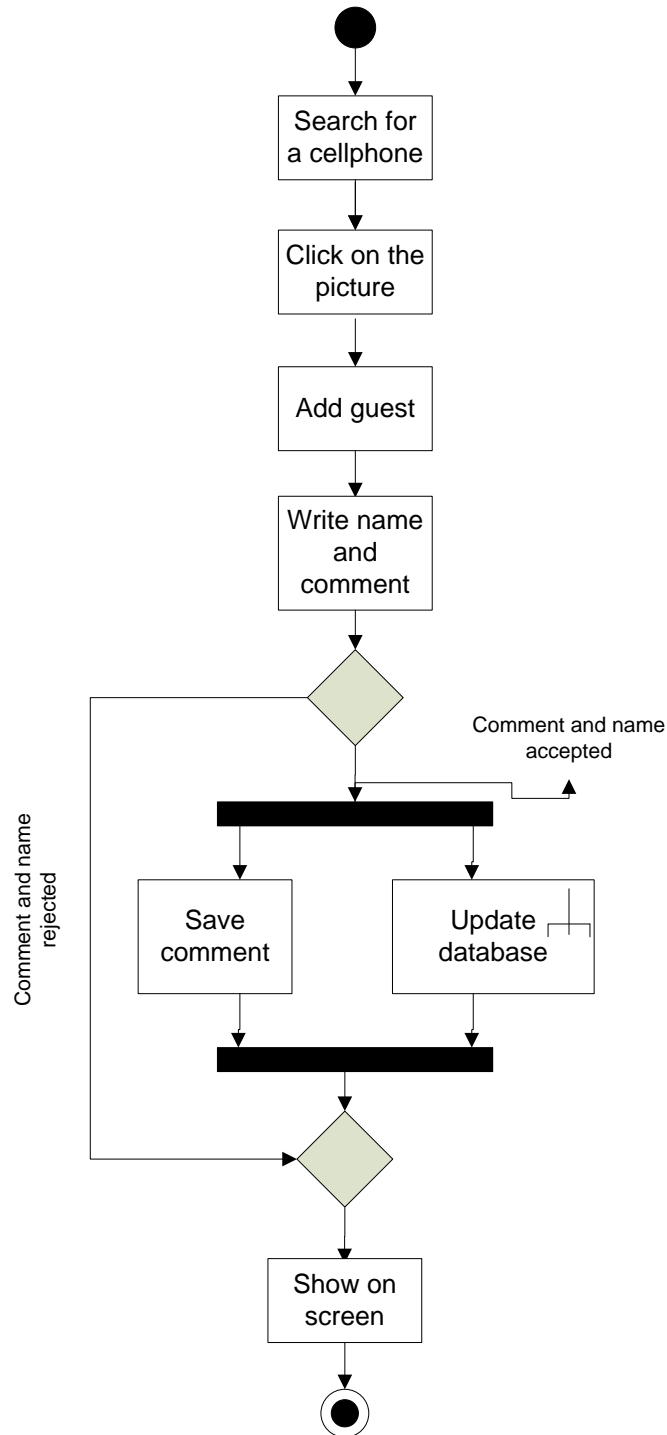 Search for
a cellphone
Click on the
picture
Add guest
Write name
and
comment
Comment and name
accepted
Comment and name
rejected
Save
comment
Update
database
Show on
screen